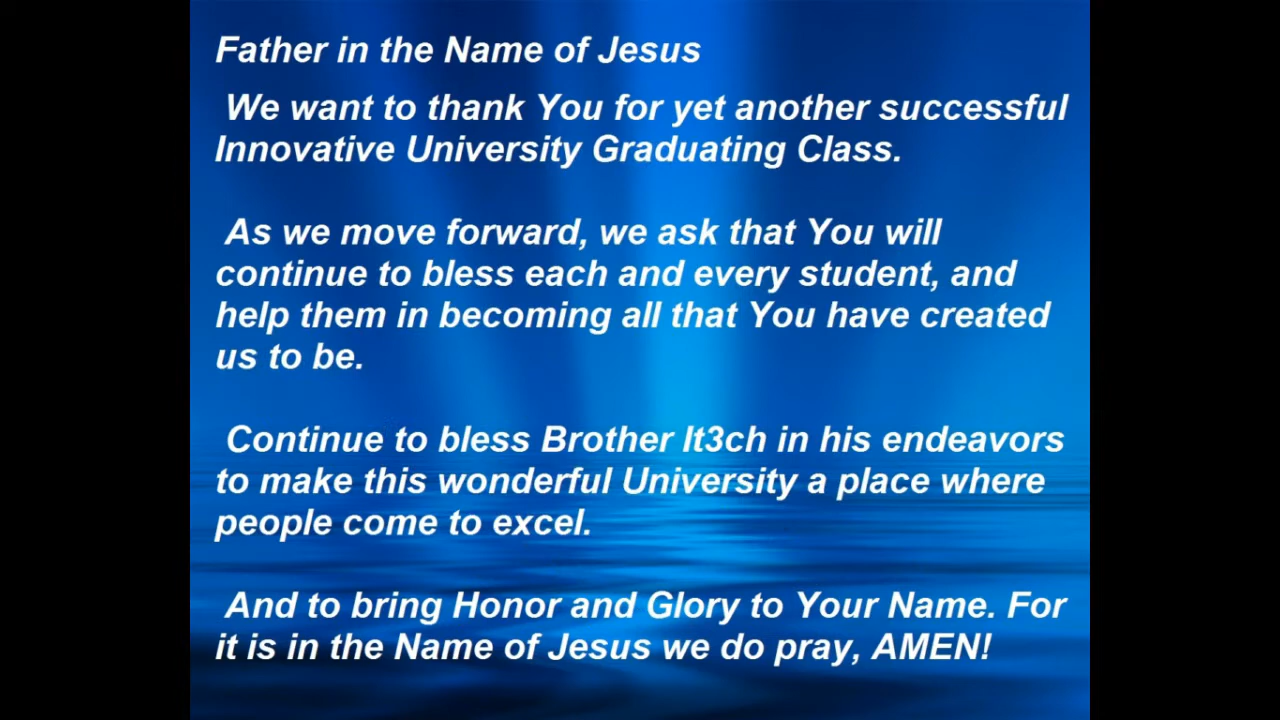 Father in the Name of Jesus
We want to thank You for yet another successful
Innovative University Graduating Class.
As we move forward, we ask that You will
continue to bless each and every student, and
help them in becoming all that You have created
us to be.
Continue to bless Brother It3ch in his endeavors
to make this wonderful University a place where
people come to excel.
And to bring Honor and Glory to Your Name. For
it is in the Name of Jesus we do pray, AMEN!